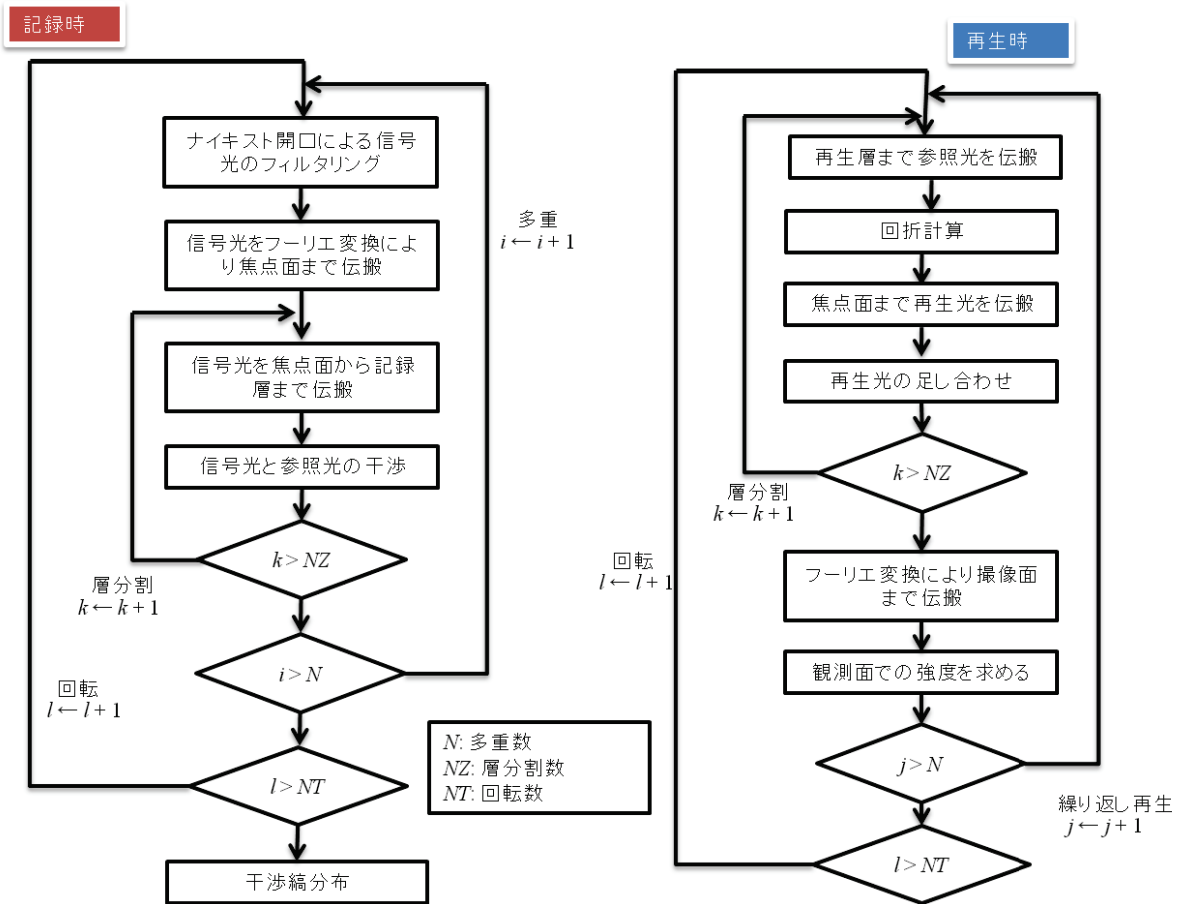 記録時
ナイキスト開口による信号
光のフィルタリング
信号光をフーリエ変換によ
り焦点面まで伝搬
信号光を焦点面から記録
層まで伝搬
信号光と参照光の干渉
k > NZ
層分割
k ← k + 1
i > N
多重
i ← i + 1
l > NT
回転
l ← l + 1
干渉縞分布
N: 多重数
NZ: 層分割数
NT: 回転数
再生時
再生層まで参照光を伝搬
回折計算
焦点面まで再生光を伝搬
再生光の足し合わせ
k > NZ
層分割
k ← k + 1
フーリエ変換により撮像面
まで伝搬
観測面での強度を求める
j > N
繰り返し再生
j ← j + 1
l > NT
回転
l ← l + 1